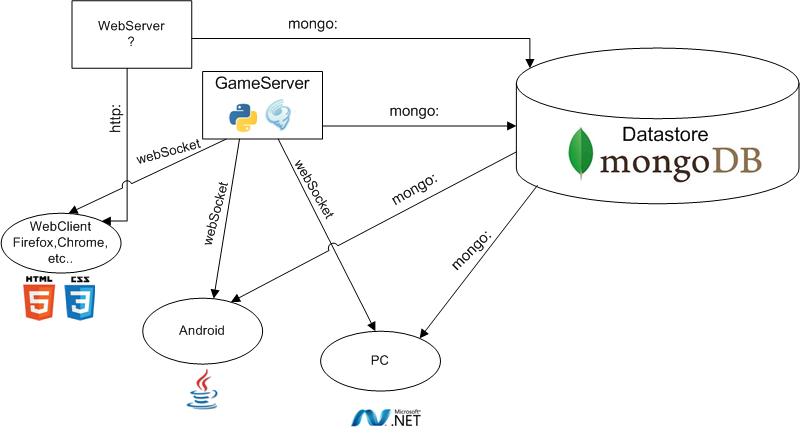 WebServer
?
mongo:
GameServer
mongo:
http:
webSocket
webSocket
webSocket
mongo:
mongo:
Datastore
mongoDB
WebClient
Firefox,Chrome,
etc..
HTML
5
CSS
3
Android
PC
Java
Microsoft®
.NET